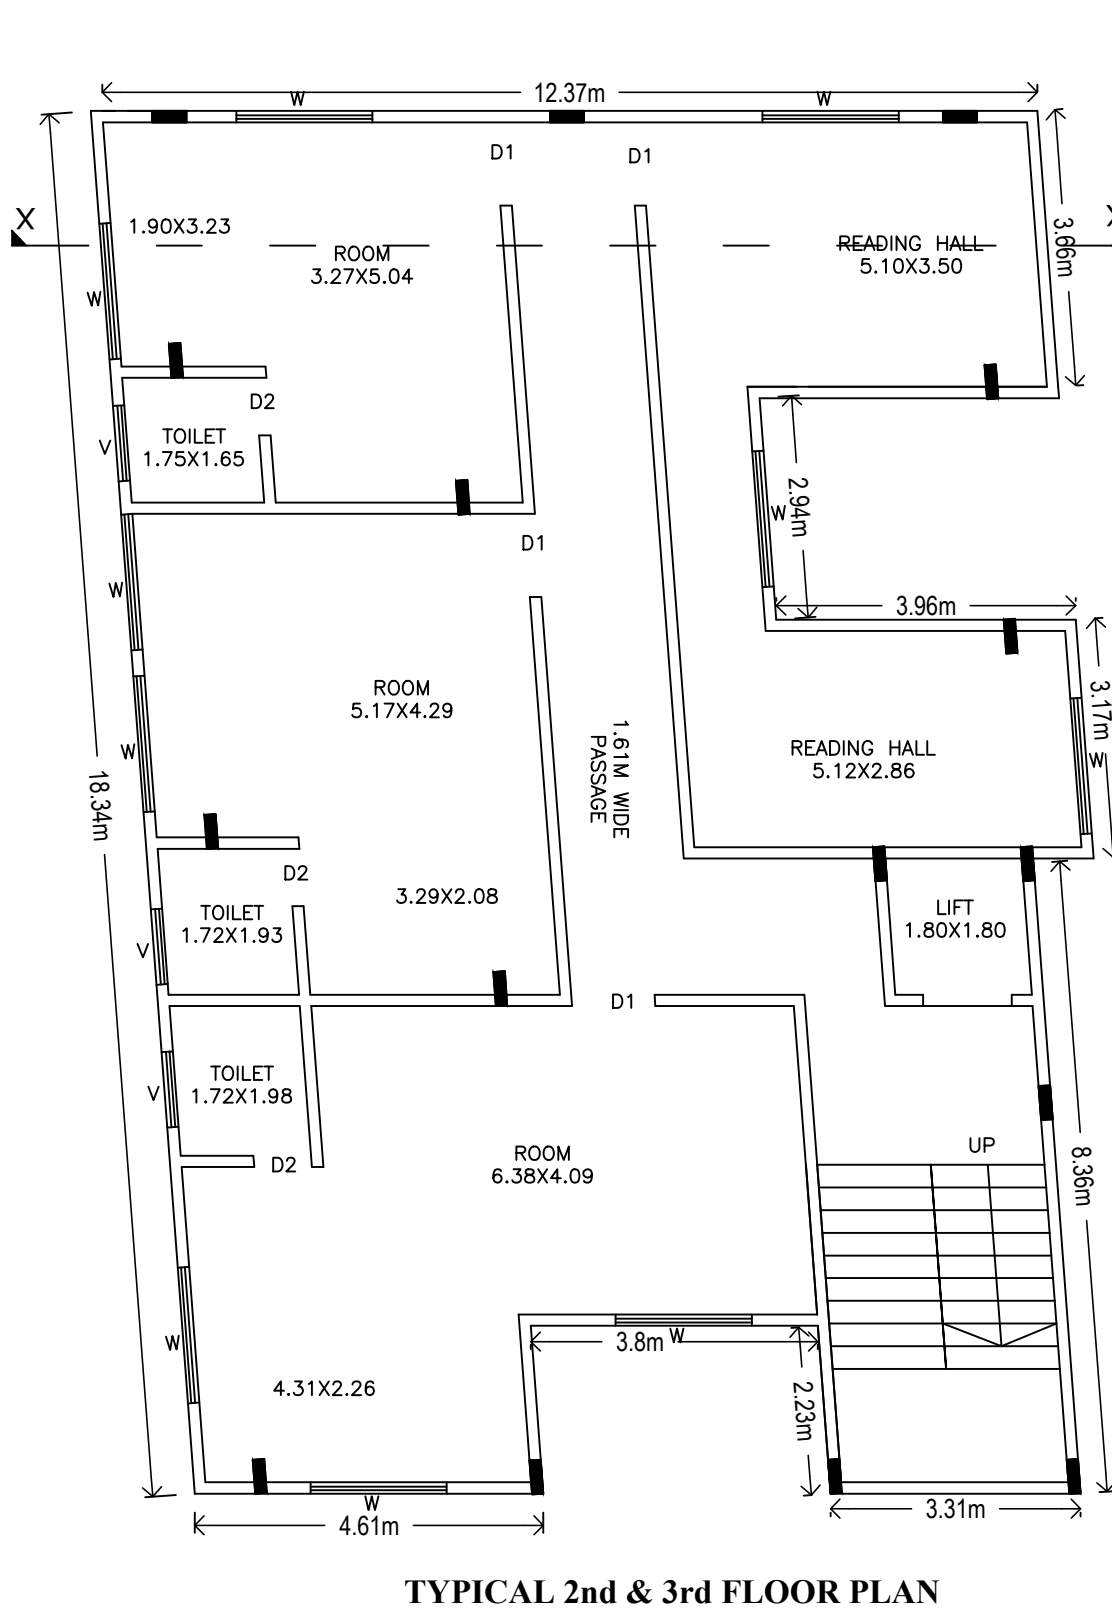 12.37m
W
W
D1
D1
X
X
1.90X3.23
ROOM
3.27X5.04
READING HALL
5.10X3.50
3.66m
W
D2
TOILET
1.75X1.65
V
2.94m
W
D1
W
3.96m
ROOM
5.17X4.29
3.17m
W
1.61M WIDE
PASSAGE
READING HALL
5.12X2.86
W
18.34m
D2
3.29X2.08
TOILET
1.72X1.93
V
LIFT
1.80X1.80
D1
TOILET
1.72X1.98
V
D2
ROOM
6.38X4.09
UP
8.36m
W
3.8m
W
4.31X2.26
2.23m
W
4.61m
3.31m
TYPICAL 2nd & 3rd FLOOR PLAN